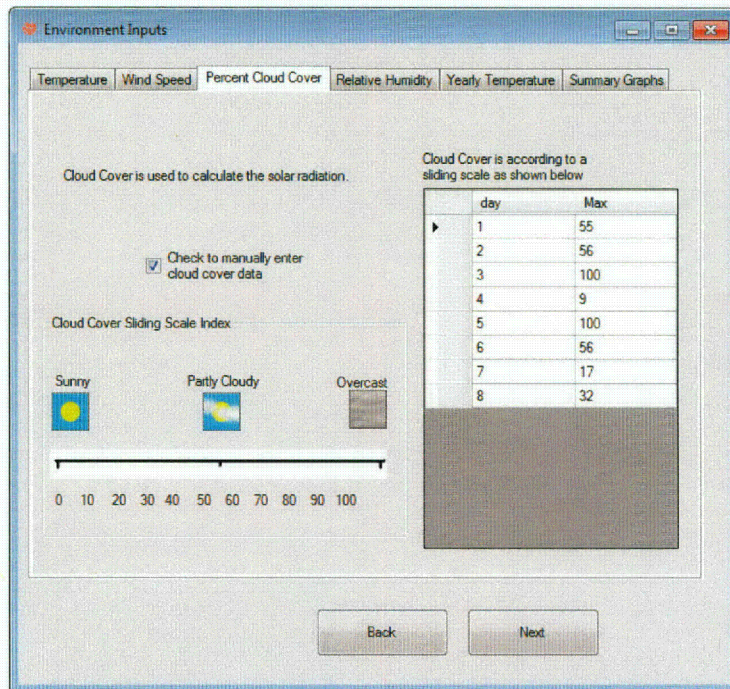 Environment Inputs
Temperature Wind Speed Percent Cloud Cover Relative Humidity Yearly Temperature Summary Graphs
Cloud Cover is used to calculate the solar radiation.
Check to manually enter
cloud cover data
Cloud Cover Sliding Scale Index
Sunny Partly Cloudy Overcast
0 10 20 30 40 50 60 70 80 90 100
Cloud Cover is according to a
sliding scale as shown below
day Max
1 55
2 56
3 100
4 9
5 100
6 56
7 17
8 32
Back Next